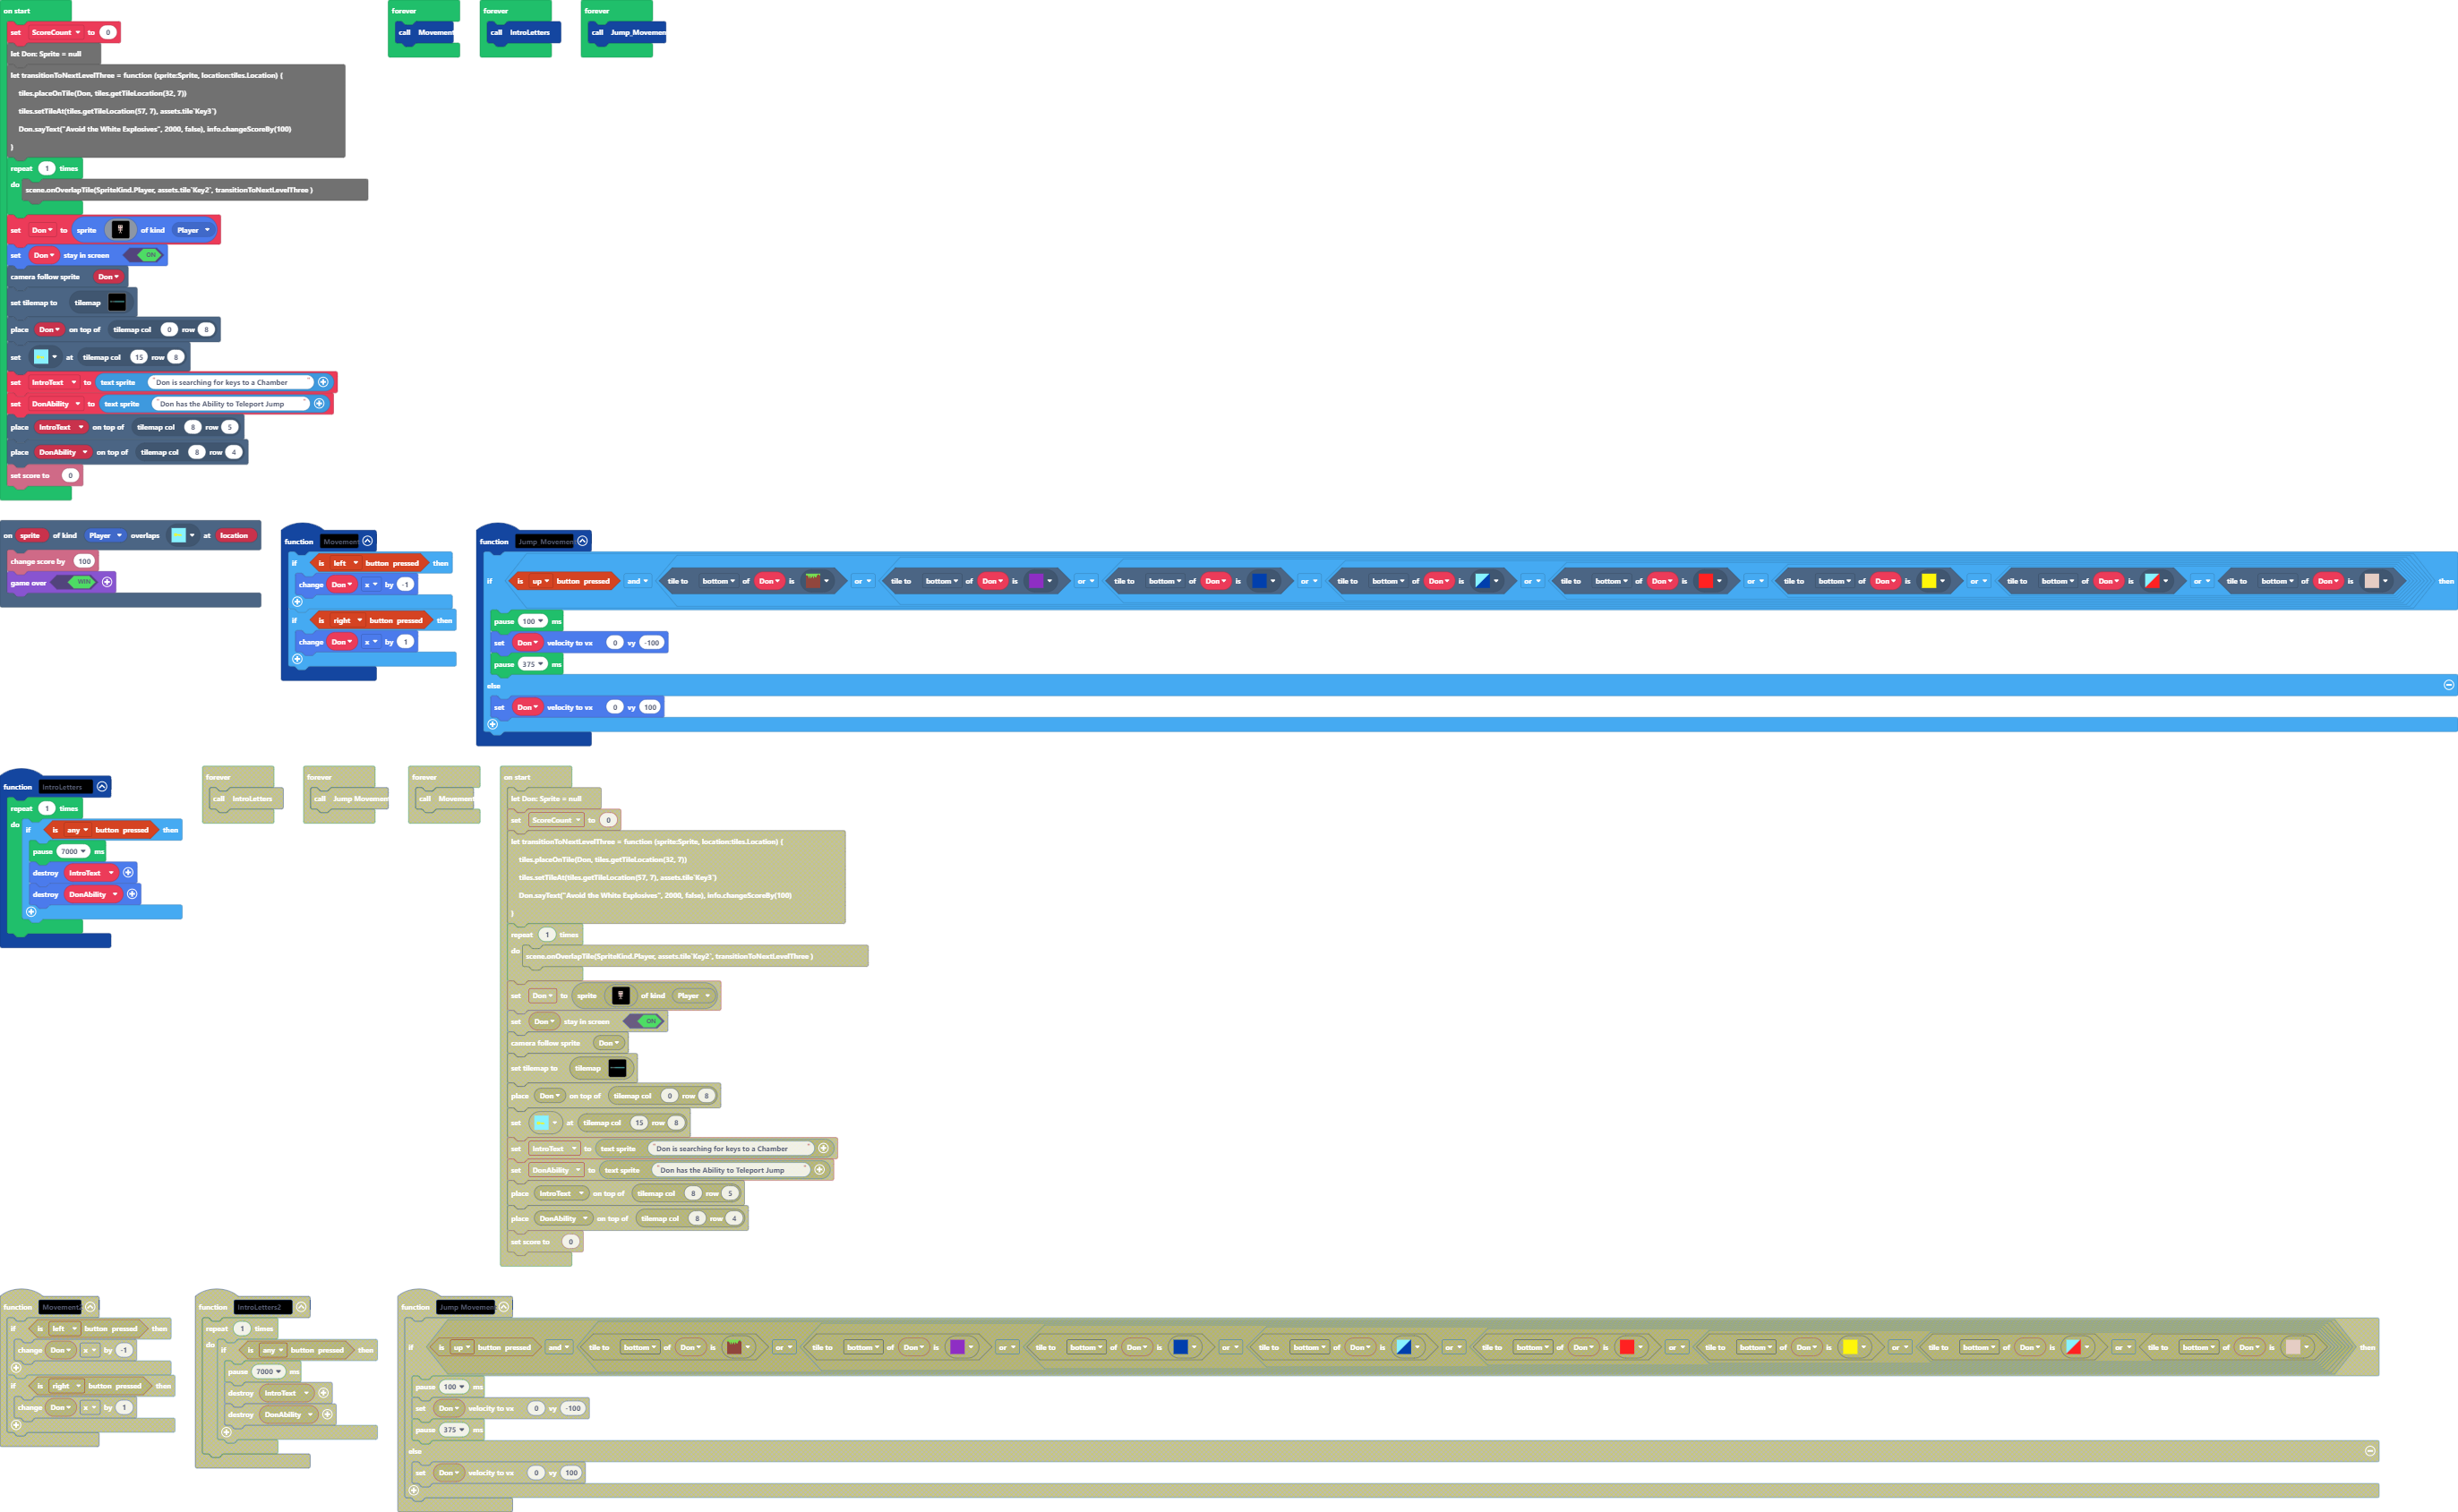 on start
set ScoreCount to 0
let Don: Sprite = null
let transitionToNextLevelThree = function (sprite:Sprite, location:tiles.Location) {
tiles.placeOnTile(Don, tiles.getTileLocation(32, 7))
tiles.setTileAt(tiles.getTileLocation(57, 7), assets.tile`Key3`)
Don.sayText("Avoid the White Explosives", 2000, false), info.changeScoreBy(100)
}
repeat 1 times
do scene.onOverlapTile(SpriteKind.Player, assets.tile`Key2`, transitionToNextLevelThree )
set Don to sprite of kind Player
set Don stay in screen ON
camera follow sprite Don
set tilemap to tilemap
place Don on top of tilemap col 0 row 8
set at tilemap col 15 row 8
set IntroText to text sprite "Don is searching for keys to a Chamber"
set DonAbility to text sprite "Don has the Ability to Teleport Jump"
place IntroText on top of tilemap col 8 row 5
place DonAbility on top of tilemap col 8 row 4
set score to 0
forever
call Movement
forever
call IntroLetters
forever
call Jump_Movemen
on sprite of kind Player overlaps at location
change score by 100
game over WIN
function Movement
if is left button pressed then
change Don x by -1
if is right button pressed then
change Don x by 1
function Jump Movemen
if is up button pressed and tile to bottom of Don is or tile to bottom of Don is or tile to bottom of Don is or tile to bottom of Don is or tile to bottom of Don is or tile to bottom of Don is or tile to bottom of Don is or tile to bottom of Don is then
pause 100 ms
set Don velocity to vx 0 vy -100
pause 375 ms
else
set Don velocity to vx 0 vy 100
function IntroLetters
repeat 1 times
do if is any button pressed then
pause 7000 ms
destroy IntroText
destroy DonAbility
forever
call IntroLetters
forever
call Jump Movemen
forever
call Movement
on start
let Don: Sprite = null
set ScoreCount to 0
let transitionToNextLevelThree = function (sprite:Sprite, location:tiles.Location) {
tiles.placeOnTile(Don, tiles.getTileLocation(32, 7))
tiles.setTileAt(tiles.getTileLocation(57, 7), assets.tile`Key3`)
Don.sayText("Avoid the White Explosives", 2000, false), info.changeScoreBy(100)
}
repeat 1 times
do scene.onOverlapTile(SpriteKind.Player, assets.tile`Key2`, transitionToNextLevelThree )
set Don to sprite of kind Player
set Don stay in screen ON
camera follow sprite Don
set tilemap to tilemap
place Don on top of tilemap col 0 row 8
set at tilemap col 15 row 8
set IntroText to text sprite "Don is searching for keys to a Chamber"
set DonAbility to text sprite "Don has the Ability to Teleport Jump"
place IntroText on top of tilemap col 8 row 5
place DonAbility on top of tilemap col 8 row 4
set score to 0
function Movement2
if is left button pressed then
change Don x by -1
if is right button pressed then
change Don x by 1
function IntroLetters2
repeat 1 times
do if is any button pressed then
pause 7000 ms
destroy IntroText
destroy DonAbility
function Jump Movemen
if is up button pressed and tile to bottom of Don is or tile to bottom of Don is or tile to bottom of Don is or tile to bottom of Don is or tile to bottom of Don is or tile to bottom of Don is or tile to bottom of Don is or tile to bottom of Don is then
pause 100 ms
set Don velocity to vx 0 vy -100
pause 375 ms
else
set Don velocity to vx 0 vy 100